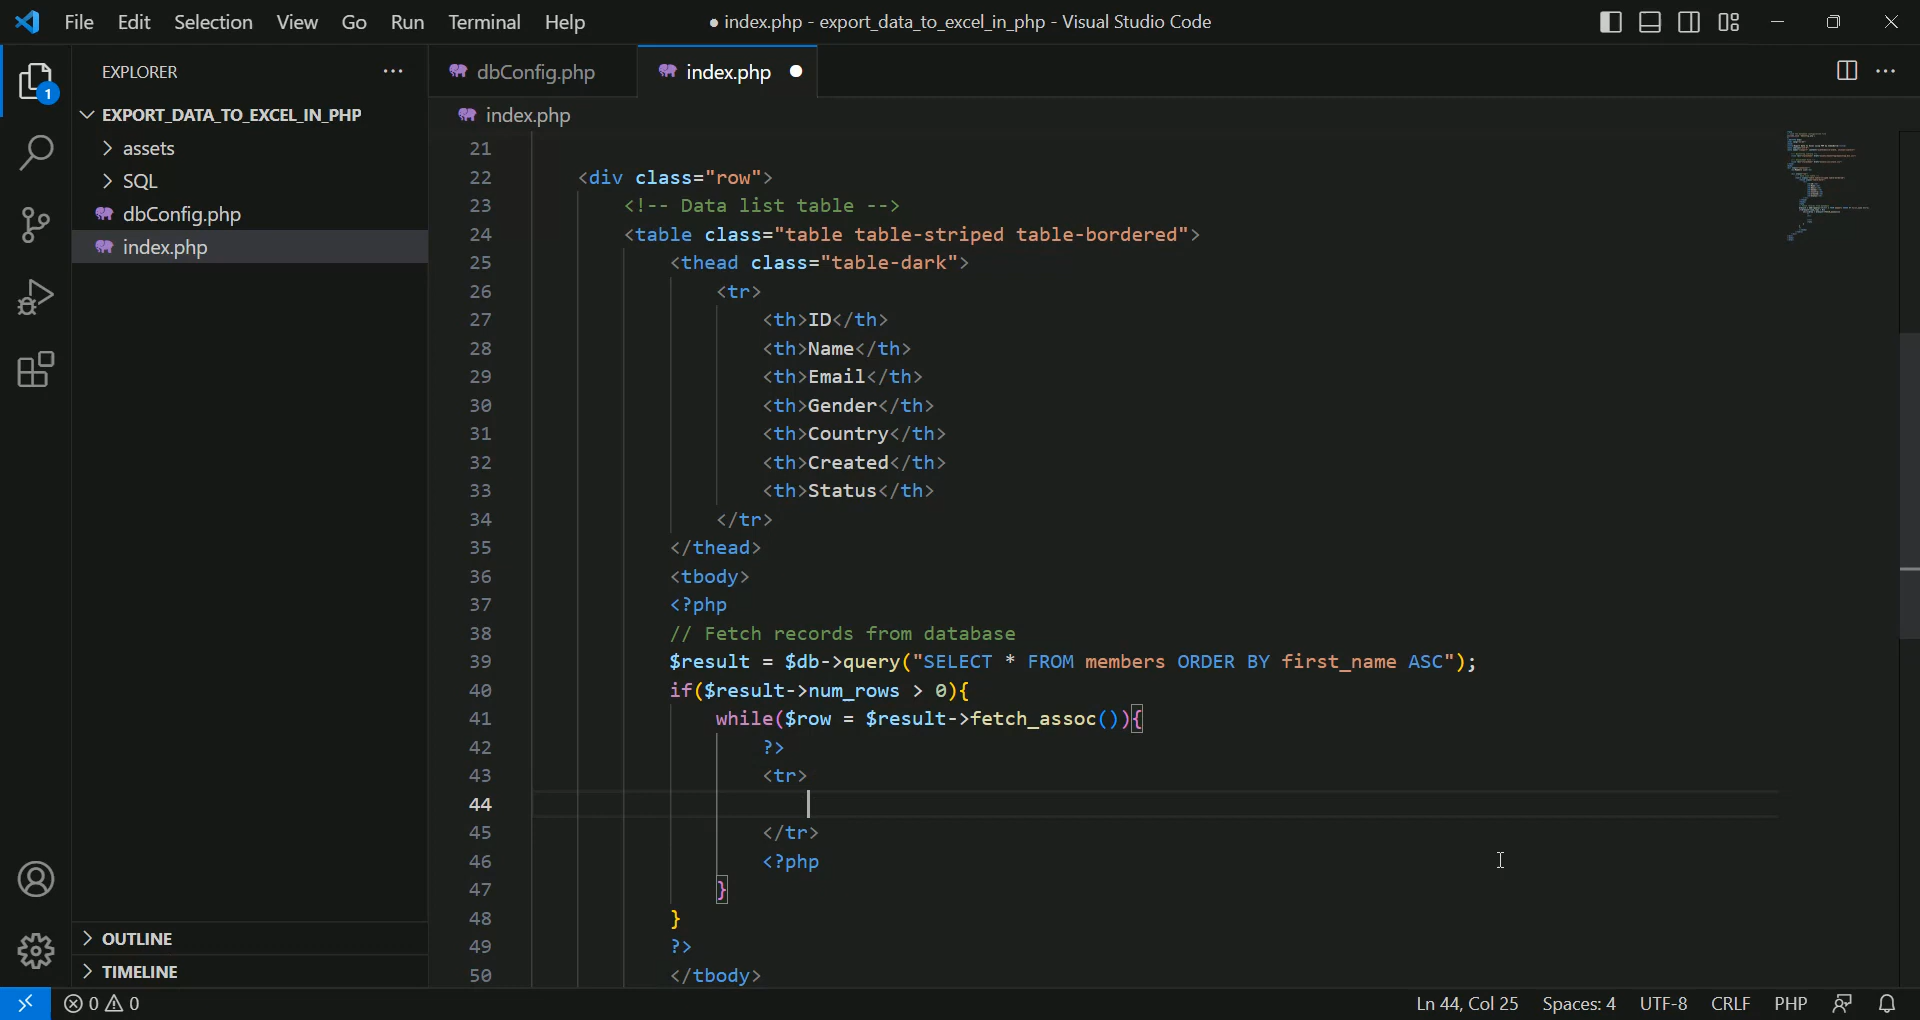 File Edit Selection View Go Run Terminal Help
● index.php - export_data_to_excel_in_php - Visual Studio Code
EXPLORER
1
EXPORT_DATA_TO_EXCEL_IN_PHP
assets
SQL
dbConfig.php
index.php
dbConfig.php
index.php
index.php
21
22 <div class="row">
23 <!-- Data list table -->
24 <table class="table table-striped table-bordered">
25 <thead class="table-dark">
26 <tr>
27 <th>ID</th>
28 <th>Name</th>
29 <th>Email</th>
30 <th>Gender</th>
31 <th>Country</th>
32 <th>Created</th>
33 <th>Status</th>
34 </tr>
35 </thead>
36 <tbody>
37 <?php
38 // Fetch records from database
39 $result = $db->query("SELECT * FROM members ORDER BY first_name ASC");
40 if($result->num_rows > 0){
41 while($row = $result->fetch_assoc()){
42 ?>
43 <tr>
44
45 </tr>
46 <?php
47 }
48 }
49 ?>
50 </tbody>
OUTLINE
TIMELINE
0 0
Ln 44, Col 25 Spaces: 4 UTF-8 CRLF PHP